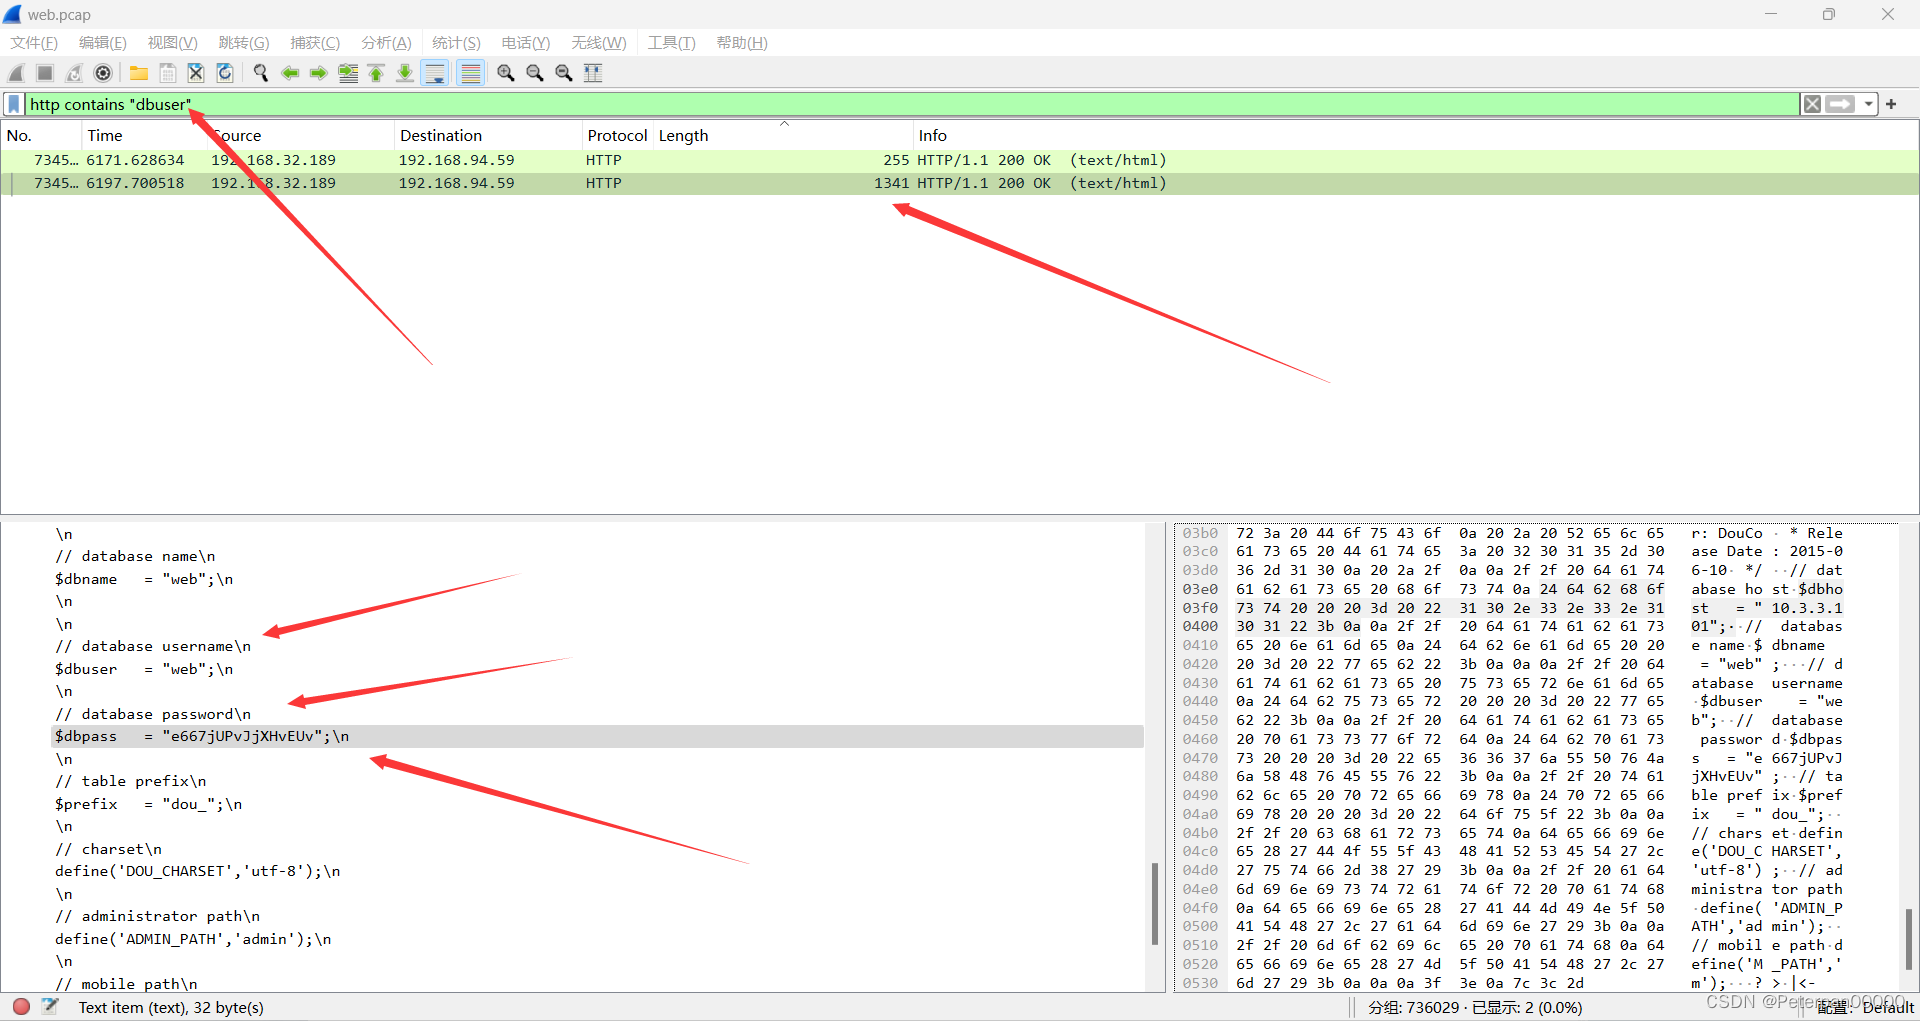 web.pcap
文件(F) 编辑(E) 视图(V) 跳转(G) 捕获(C) 分析(A) 统计(S) 电话(Y) 无线(W) 工具(T) 帮助(H)
http contains "dbuser"
No. Time Source Destination Protocol Length Info
7345… 6171.628634 192.168.32.189 192.168.94.59 HTTP 255 HTTP/1.1 200 OK (text/html)
7345… 6197.700518 192.168.32.189 192.168.94.59 HTTP 1341 HTTP/1.1 200 OK (text/html)
\n
// database name\n
$dbname = "web";\n
\n
\n
// database username\n
$dbuser = "web";\n
\n
// database password\n
$dbpass = "e667jUPvJjXHvEUv";\n
\n
// table prefix\n
$prefix = "dou_";\n
\n
// charset\n
define('DOU_CHARSET','utf-8');\n
\n
// administrator path\n
define('ADMIN_PATH','admin');\n
\n
// mobile path\n
03b0 72 3a 20 44 6f 75 43 6f 0a 20 2a 20 52 65 6c 65 r: DouCo · * Rele
03c0 61 73 65 20 44 61 74 65 3a 20 32 30 31 35 2d 30 ase Date : 2015-0
03d0 36 2d 31 30 0a 20 2a 2f 0a 0a 2f 2f 20 64 61 74 6-10· */ ··// dat
03e0 61 62 61 73 65 20 68 6f 73 74 0a 24 64 62 68 6f abase ho st·$dbho
03f0 73 74 20 20 20 3d 20 22 31 30 2e 33 2e 33 2e 31 st = " 10.3.3.1
0400 30 31 22 3b 0a 0a 2f 2f 20 64 61 74 61 62 61 73 01";··// databas
0410 65 20 6e 61 6d 65 0a 24 64 62 6e 61 6d 65 20 20 e name·$ dbname
0420 20 3d 20 22 77 65 62 22 3b 0a 0a 0a 2f 2f 20 64 = "web" ;···// d
0430 61 74 61 62 61 73 65 20 75 73 65 72 6e 61 6d 65 atabase username
0440 0a 24 64 62 75 73 65 72 20 20 20 3d 20 22 77 65 ·$dbuser = "we
0450 62 22 3b 0a 0a 2f 2f 20 64 61 74 61 62 61 73 65 b";··// database
0460 20 70 61 73 73 77 6f 72 64 0a 24 64 62 70 61 73 passwor d·$dbpas
0470 73 20 20 20 3d 20 22 65 36 36 37 6a 55 50 76 4a s = "e 667jUPvJ
0480 6a 58 48 76 45 55 76 22 3b 0a 0a 2f 2f 20 74 61 jXHvEUv" ;··// ta
0490 62 6c 65 20 70 72 65 66 69 78 0a 24 70 72 65 66 ble pref ix·$pref
04a0 69 78 20 20 20 3d 20 22 64 6f 75 5f 22 3b 0a 0a ix = " dou_";··
04b0 2f 2f 20 63 68 61 72 73 65 74 0a 64 65 66 69 6e // chars et·defin
04c0 65 28 27 44 4f 55 5f 43 48 41 52 53 45 54 27 2c e('DOU_C HARSET',
04d0 27 75 74 66 2d 38 27 29 3b 0a 0a 2f 2f 20 61 64 'utf-8') ;··// ad
04e0 6d 69 6e 69 73 74 72 61 74 6f 72 20 70 61 74 68 ministra tor path
04f0 0a 64 65 66 69 6e 65 28 27 41 44 4d 49 4e 5f 50 ·define( 'ADMIN_P
0500 41 54 48 27 2c 27 61 64 6d 69 6e 27 29 3b 0a 0a ATH','ad min');··
0510 2f 2f 20 6d 6f 62 69 6c 65 20 70 61 74 68 0a 64 // mobil e path·d
0520 65 66 69 6e 65 28 27 4d 5f 50 41 54 48 27 2c 27 efine('M _PATH','
0530 6d 27 29 3b 0a 0a 0a 3f 3e 0a 7c 3c 2d m');···? >·|<-
Text item (text), 32 byte(s)
分组: 736029 · 已显示: 2 (0.0%)
配置: Default
CSDN @Peterpan00000